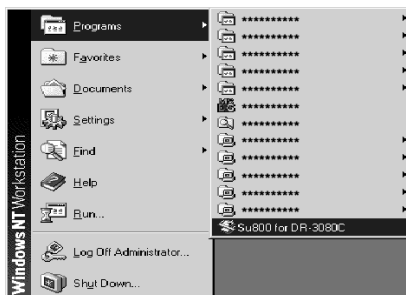 Windows NT Workstation
Programs
Favorites
Documents
Settings
Find
Help
Run...
Log Off Administrator...
Shut Down...
**********
**********
**********
**********
**********
**********
**********
**********
**********
**********
**********
**********
Su800 for DR-3080C